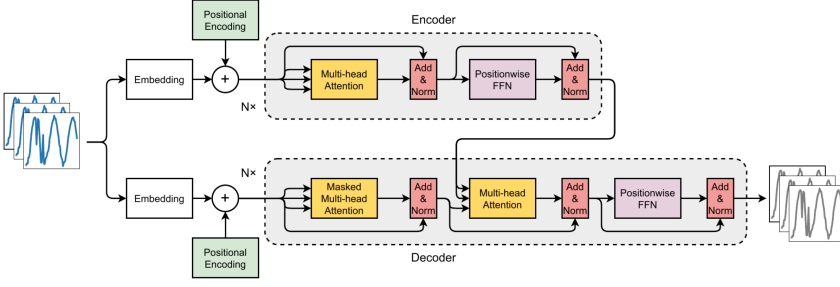 Encoder
Positional
Encoding
Embedding
+
N×
Multi-head
Attention
Add
&
Norm
Positionwise
FFN
Add
&
Norm
N×
Embedding
+
Masked
Multi-head
Attention
Add
&
Norm
Multi-head
Attention
Add
&
Norm
Positionwise
FFN
Add
&
Norm
Positional
Encoding
Decoder